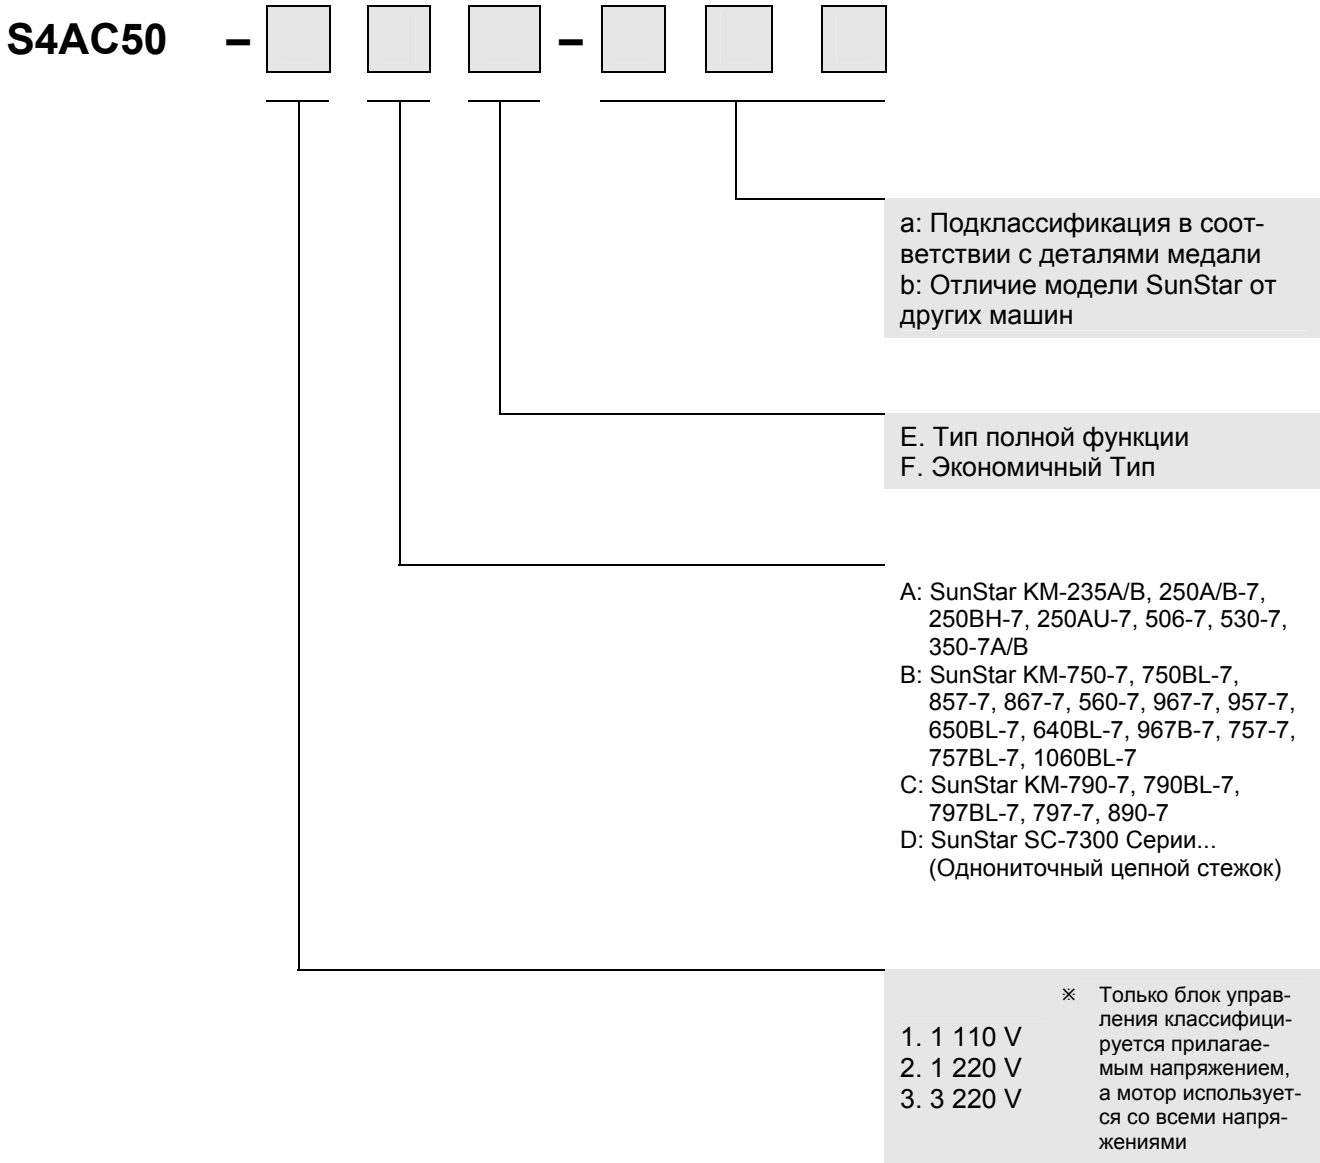 S4AC50 – –
a: Подклассификация в соот-
ветствии с деталями медали
b: Отличие модели SunStar от
других машин
E. Тип полной функции
F. Экономичный Тип
A: SunStar KM-235A/B, 250A/B-7,
250BH-7, 250AU-7, 506-7, 530-7,
350-7A/B
B: SunStar KM-750-7, 750BL-7,
857-7, 867-7, 560-7, 967-7, 957-7,
650BL-7, 640BL-7, 967B-7, 757-7,
757BL-7, 1060BL-7
C: SunStar KM-790-7, 790BL-7,
797BL-7, 797-7, 890-7
D: SunStar SC-7300 Серии...
(Однониточный цепной стежок)
1. 1 110 V
2. 1 220 V
3. 3 220 V
※ Только блок управ-
ления классифици-
руется прилагае-
мым напряжением,
а мотор использует-
ся со всеми напря-
жениями